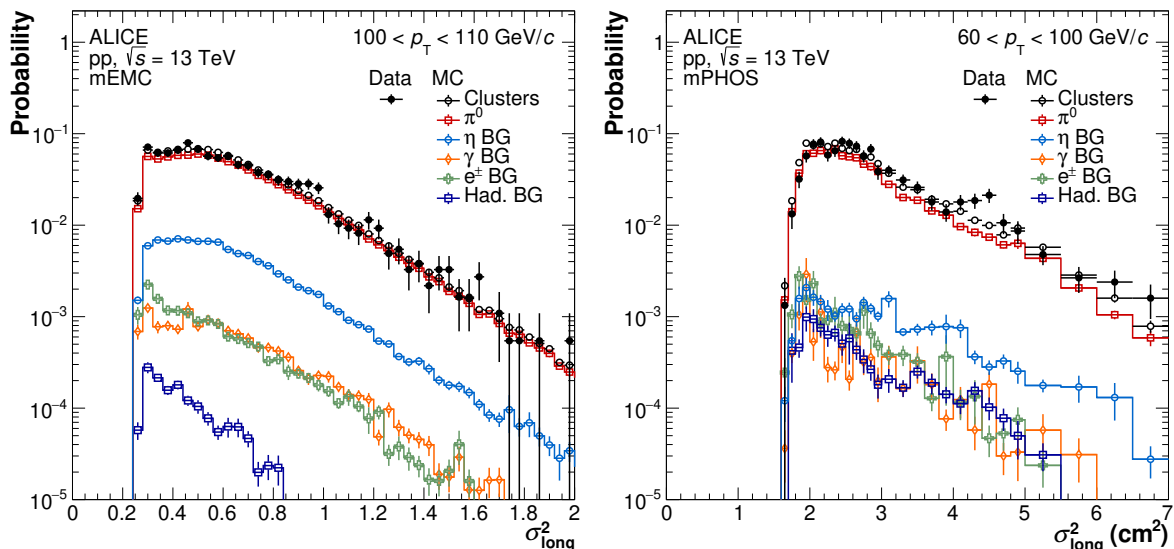 Probability
1
10⁻¹
10⁻²
10⁻³
10⁻⁴
10⁻⁵
ALICE
pp, √s = 13 TeV
mEMC
100 < p_T < 110 GeV/c
Data MC
Clusters
π⁰
η BG
γ BG
e± BG
Had. BG
0 0.2 0.4 0.6 0.8 1 1.2 1.4 1.6 1.8 2
σ²_long
Probability
1
10⁻¹
10⁻²
10⁻³
10⁻⁴
10⁻⁵
ALICE
pp, √s = 13 TeV
mPHOS
60 < p_T < 100 GeV/c
Data MC
Clusters
π⁰
η BG
γ BG
e± BG
Had. BG
0 1 2 3 4 5 6 7
σ²_long (cm²)